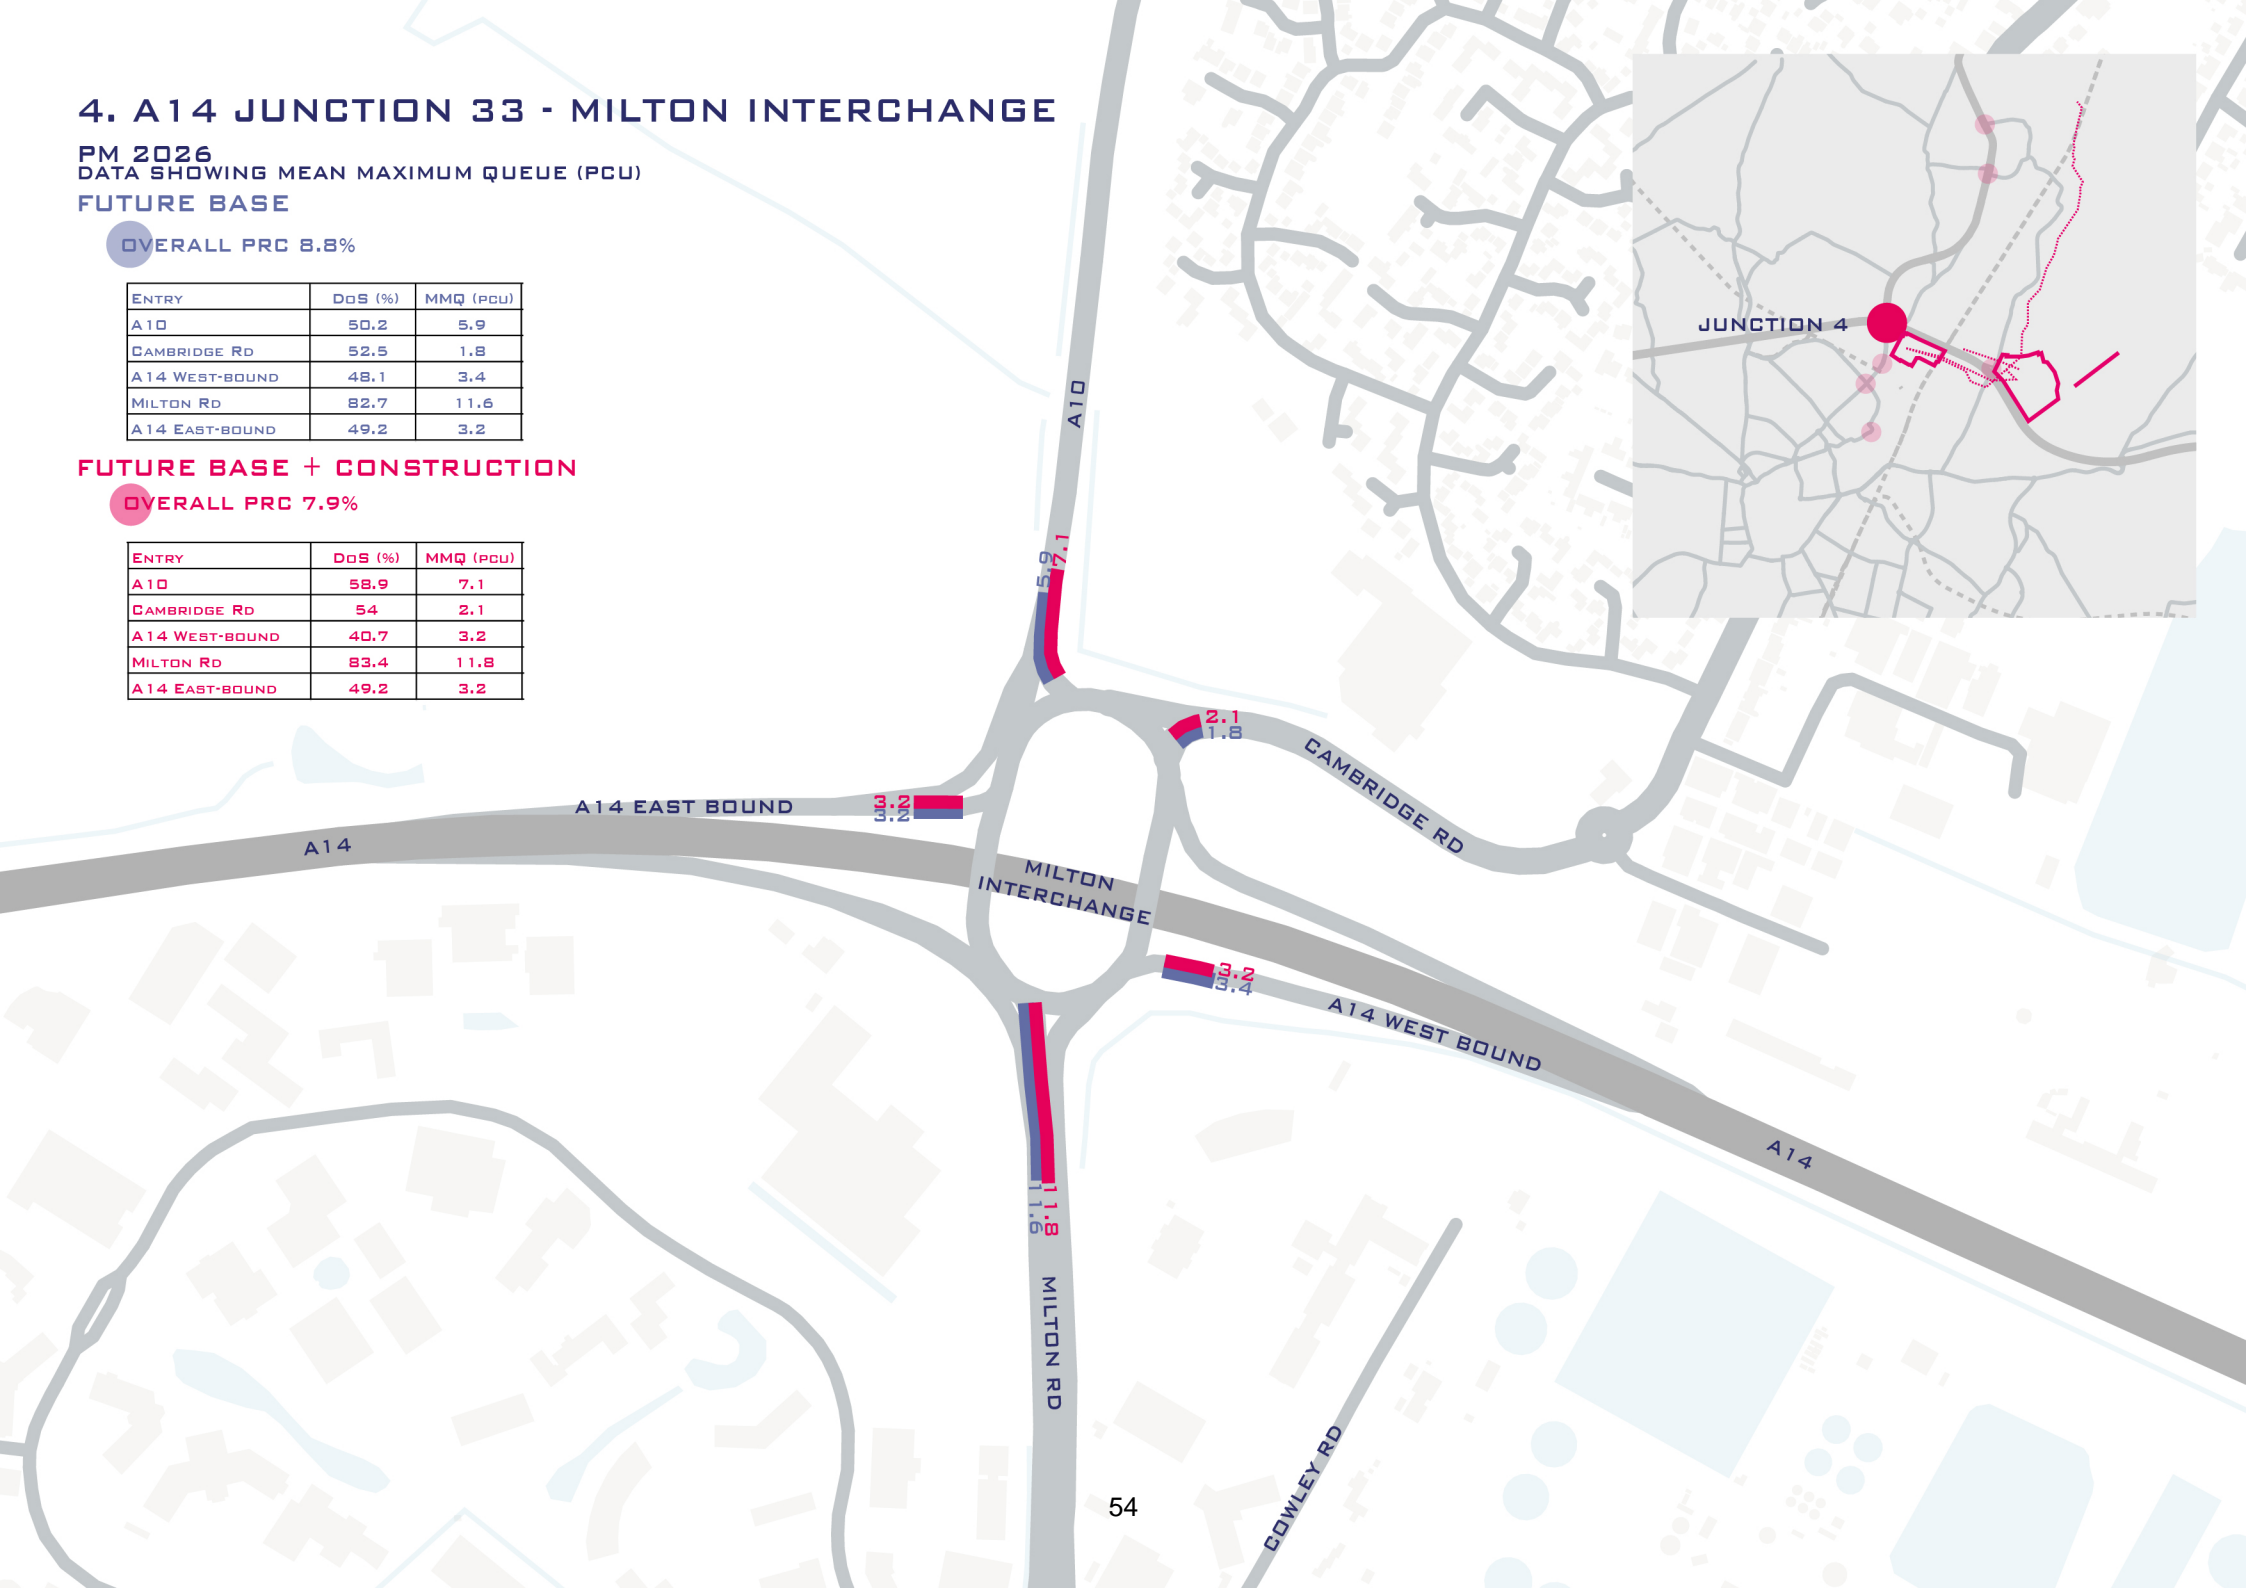 4. A14 JUNCTION 33 - MILTON INTERCHANGE
PM 2026
DATA SHOWING MEAN MAXIMUM QUEUE (PCU)
FUTURE BASE
OVERALL PRC 8.8%
ENTRY DOS (%) MMQ (PCU)
A10 50.2 5.9
CAMBRIDGE RD 52.5 1.8
A14 WEST-BOUND 48.1 3.4
MILTON RD 82.7 11.6
A14 EAST-BOUND 49.2 3.2
FUTURE BASE + CONSTRUCTION
OVERALL PRC 7.9%
ENTRY DOS (%) MMQ (PCU)
A10 58.9 7.1
CAMBRIDGE RD 54 2.1
A14 WEST-BOUND 40.7 3.2
MILTON RD 83.4 11.8
A14 EAST-BOUND 49.2 3.2
JUNCTION 4
A10
5.9
7.1
2.1
1.8
CAMBRIDGE RD
A14 EAST BOUND
3.2
3.2
A14
MILTON
INTERCHANGE
3.2
3.4
A14 WEST BOUND
A14
11.6
11.8
MILTON RD
COWLEY RD
54